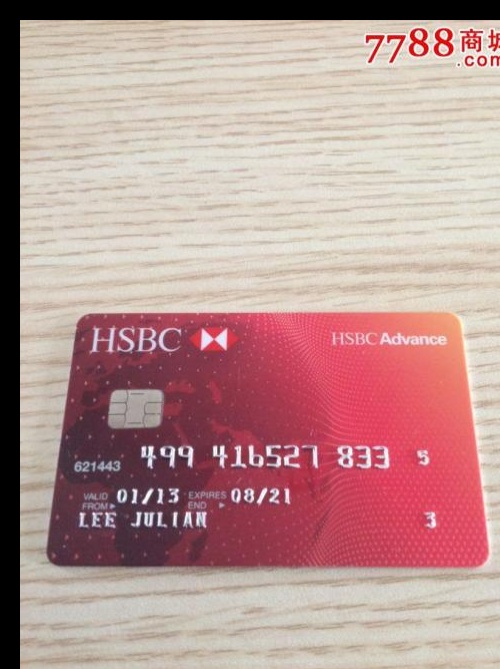 7788商城
.com
HSBC HSBC Advance
621443 499 416527 833 5
VALID FROM 01/13 EXPIRES END 08/21
LEE JULIAN 3